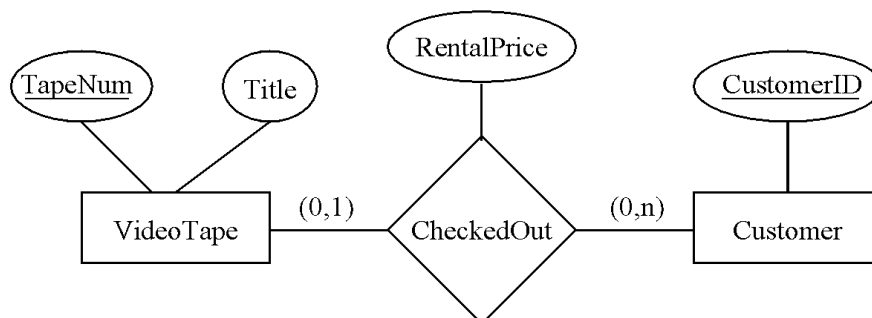 RentalPrice
TapeNum
Title
CustomerID
(0,1)
(0,n)
VideoTape
CheckedOut
Customer